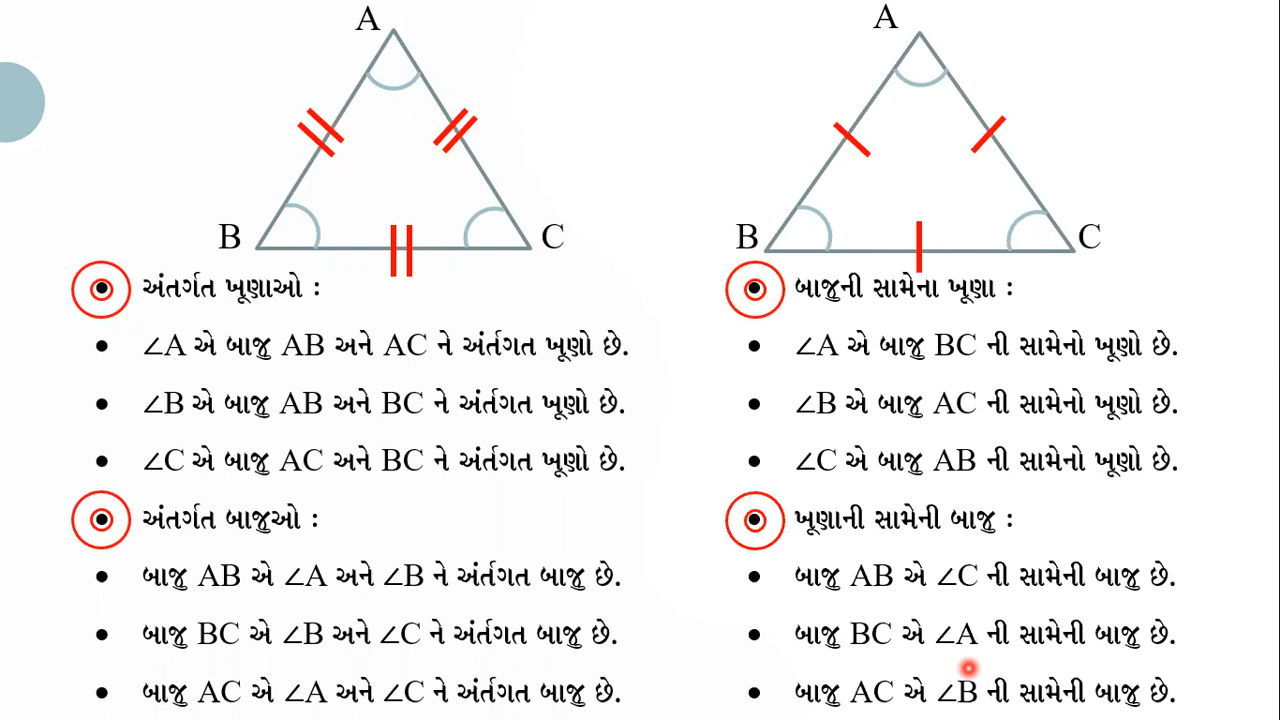 A
B
C
A
B
C
અંતર્ગત ખૂણાઓ :
∠A એ બાજુ AB અને AC ને અંર્તગત ખૂણો છે.
∠B એ બાજુ AB અને BC ને અંર્તગત ખૂણો છે.
∠C એ બાજુ AC અને BC ને અંર્તગત ખૂણો છે.
અંતર્ગત બાજુઓ :
બાજુ AB એ ∠A અને ∠B ને અંર્તગત બાજુ છે.
બાજુ BC એ ∠B અને ∠C ને અંર્તગત બાજુ છે.
બાજુ AC એ ∠A અને ∠C ને અંર્તગત બાજુ છે.
બાજુની સામેના ખૂણા :
∠A એ બાજુ BC ની સામેનો ખૂણો છે.
∠B એ બાજુ AC ની સામેનો ખૂણો છે.
∠C એ બાજુ AB ની સામેનો ખૂણો છે.
ખૂણાની સામેની બાજુ :
બાજુ AB એ ∠C ની સામેની બાજુ છે.
બાજુ BC એ ∠A ની સામેની બાજુ છે.
બાજુ AC એ ∠B ની સામેની બાજુ છે.